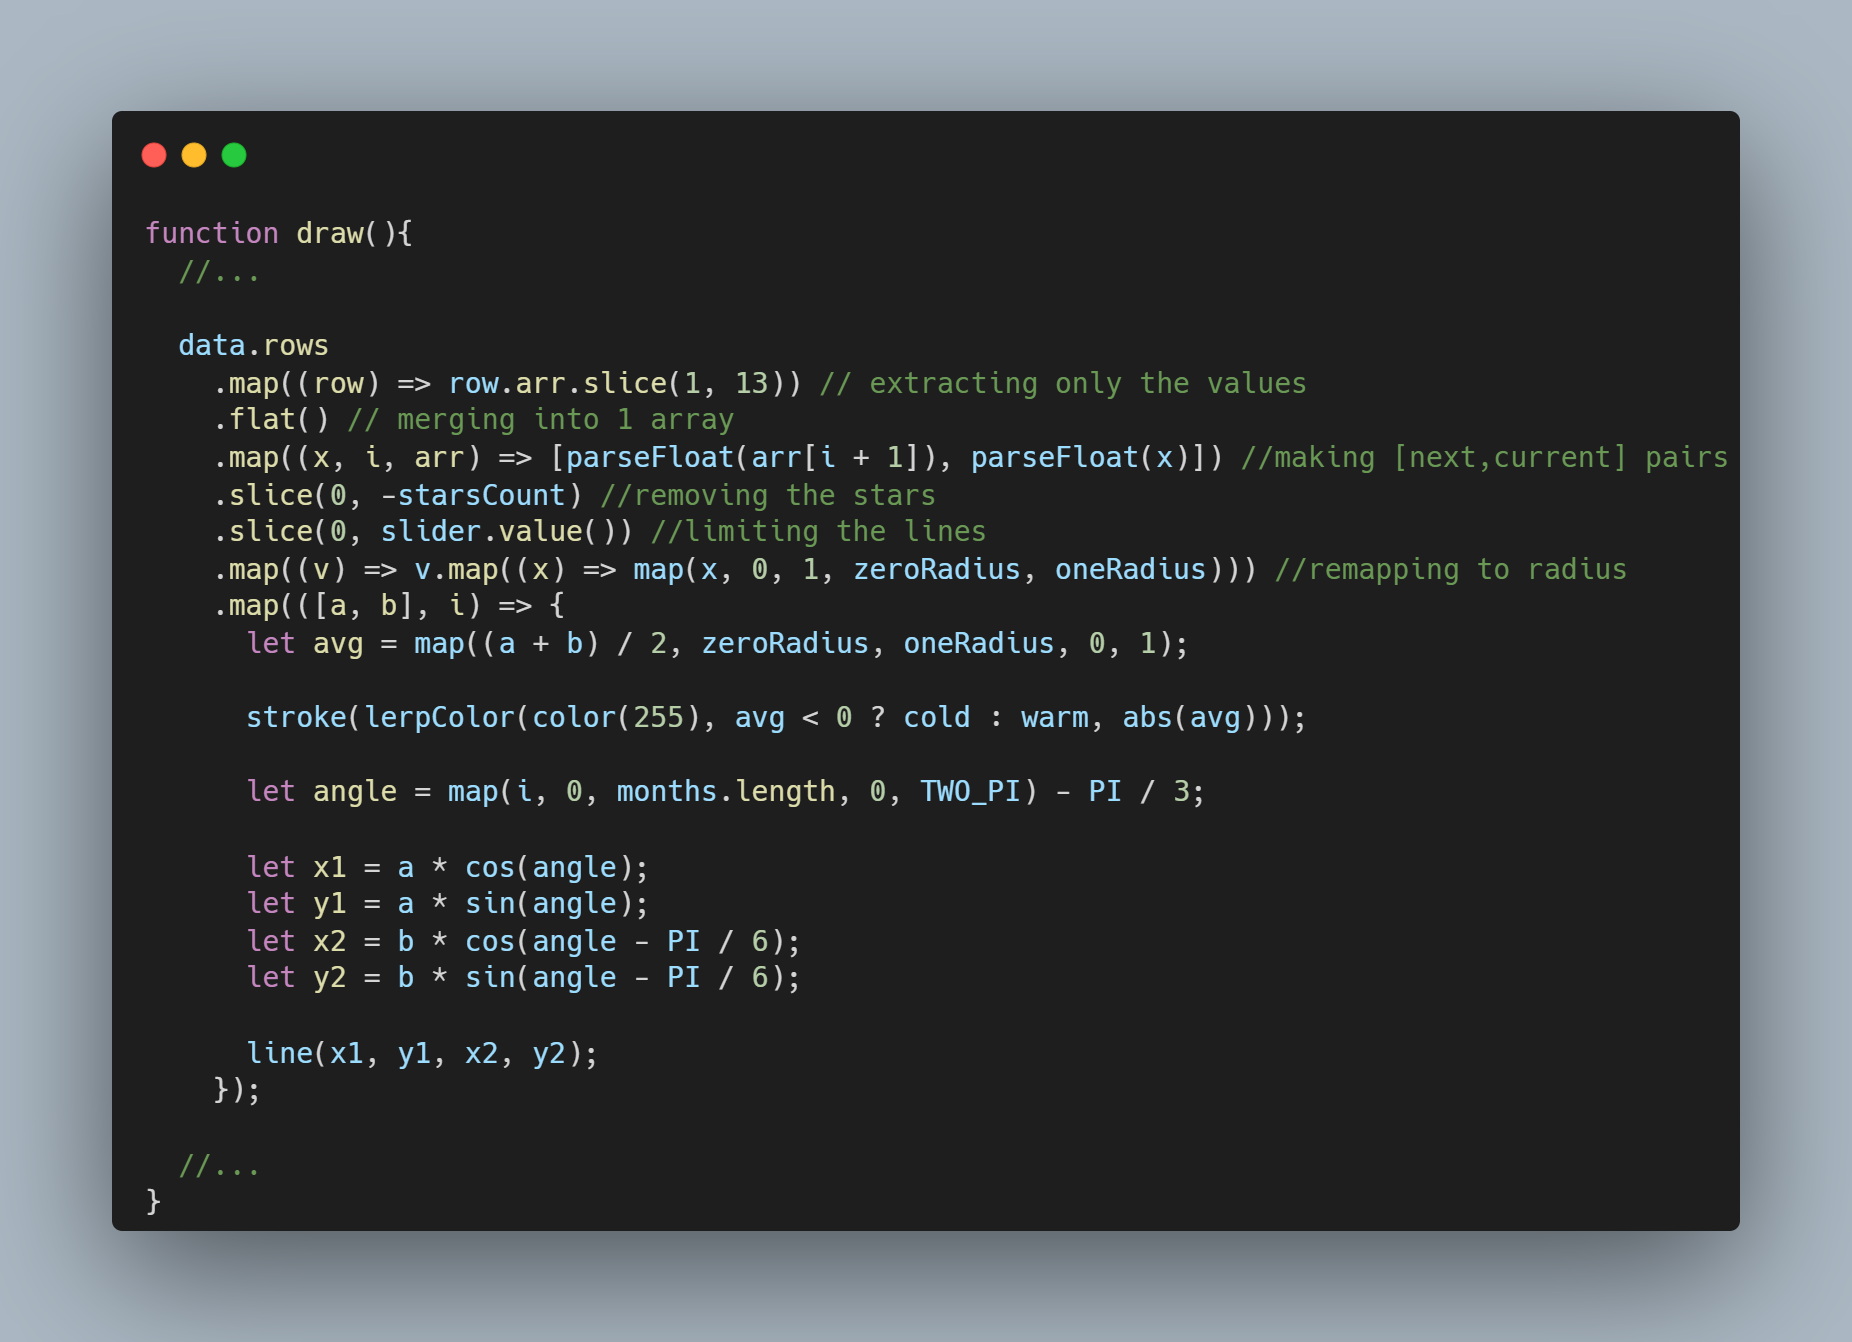 function draw(){
  //...

  data.rows
    .map((row) => row.arr.slice(1, 13)) // extracting only the values
    .flat() // merging into 1 array
    .map((x, i, arr) => [parseFloat(arr[i + 1]), parseFloat(x)]) //making [next,current] pairs
    .slice(0, -starsCount) //removing the stars
    .slice(0, slider.value()) //limiting the lines
    .map((v) => v.map((x) => map(x, 0, 1, zeroRadius, oneRadius))) //remapping to radius
    .map(([a, b], i) => {
      let avg = map((a + b) / 2, zeroRadius, oneRadius, 0, 1);

      stroke(lerpColor(color(255), avg < 0 ? cold : warm, abs(avg)));

      let angle = map(i, 0, months.length, 0, TWO_PI) - PI / 3;

      let x1 = a * cos(angle);
      let y1 = a * sin(angle);
      let x2 = b * cos(angle - PI / 6);
      let y2 = b * sin(angle - PI / 6);

      line(x1, y1, x2, y2);
    });

  //...
}